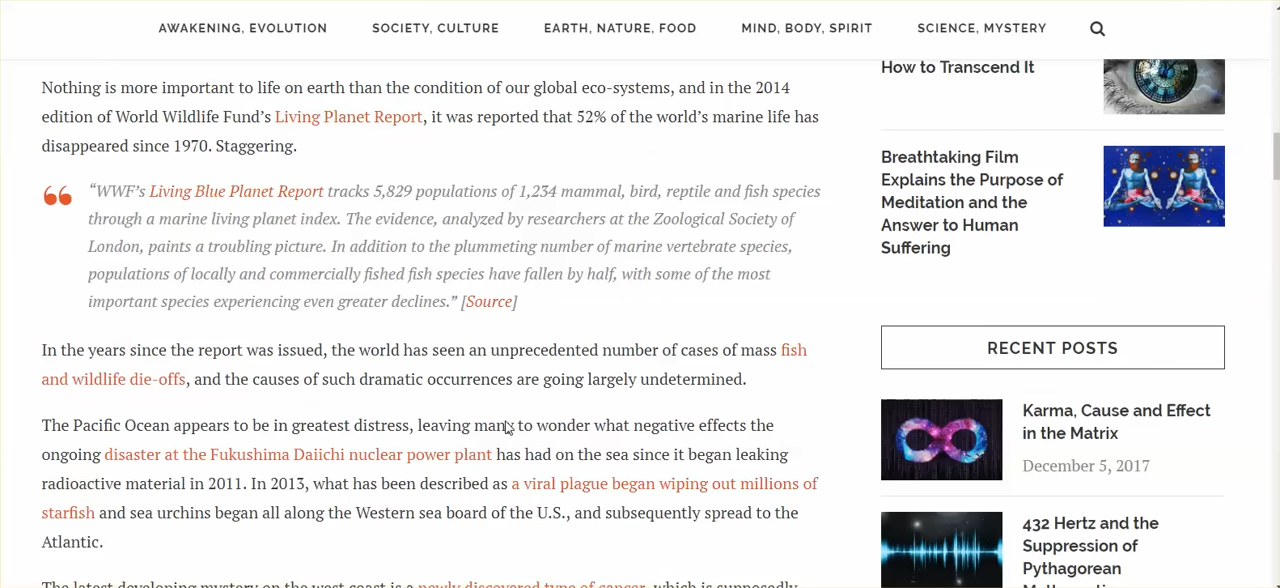 AWAKENING, EVOLUTION SOCIETY, CULTURE EARTH, NATURE, FOOD MIND, BODY, SPIRIT SCIENCE, MYSTERY
Nothing is more important to life on earth than the condition of our global eco-systems, and in the 2014
edition of World Wildlife Fund’s Living Planet Report, it was reported that 52% of the world’s marine life has
disappeared since 1970. Staggering.
“WWF’s Living Blue Planet Report tracks 5,829 populations of 1,234 mammal, bird, reptile and fish species
through a marine living planet index. The evidence, analyzed by researchers at the Zoological Society of
London, paints a troubling picture. In addition to the plummeting number of marine vertebrate species,
populations of locally and commercially fished fish species have fallen by half, with some of the most
important species experiencing even greater declines.” [Source]
In the years since the report was issued, the world has seen an unprecedented number of cases of mass fish
and wildlife die-offs, and the causes of such dramatic occurrences are going largely undetermined.
The Pacific Ocean appears to be in greatest distress, leaving many to wonder what negative effects the
ongoing disaster at the Fukushima Daiichi nuclear power plant has had on the sea since it began leaking
radioactive material in 2011. In 2013, what has been described as a viral plague began wiping out millions of
starfish and sea urchins began all along the Western sea board of the U.S., and subsequently spread to the
Atlantic.
The latest developing mystery on the west coast is a newly discovered type of cancer, which is supposedly
How to Transcend It
Breathtaking Film
Explains the Purpose of
Meditation and the
Answer to Human
Suffering
RECENT POSTS
Karma, Cause and Effect
in the Matrix
December 5, 2017
432 Hertz and the
Suppression of
Pythagorean